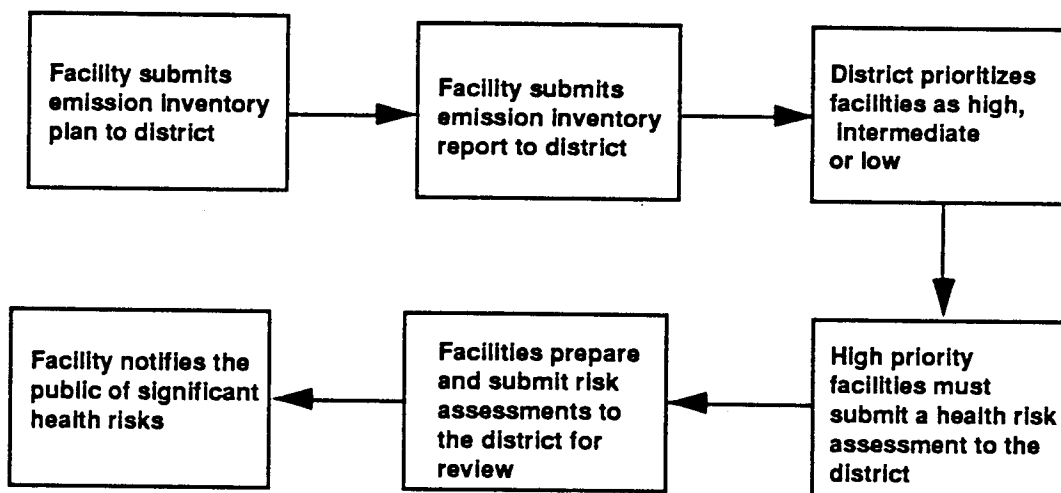 Facility submits
emission inventory
plan to district
Facility submits
emission inventory
report to district
District prioritizes
facilities as high,
intermediate
or low
High priority
facilities must
submit a health risk
assessment to the
district
Facilities prepare
and submit risk
assessments to
the district for
review
Facility notifies the
public of significant
health risks